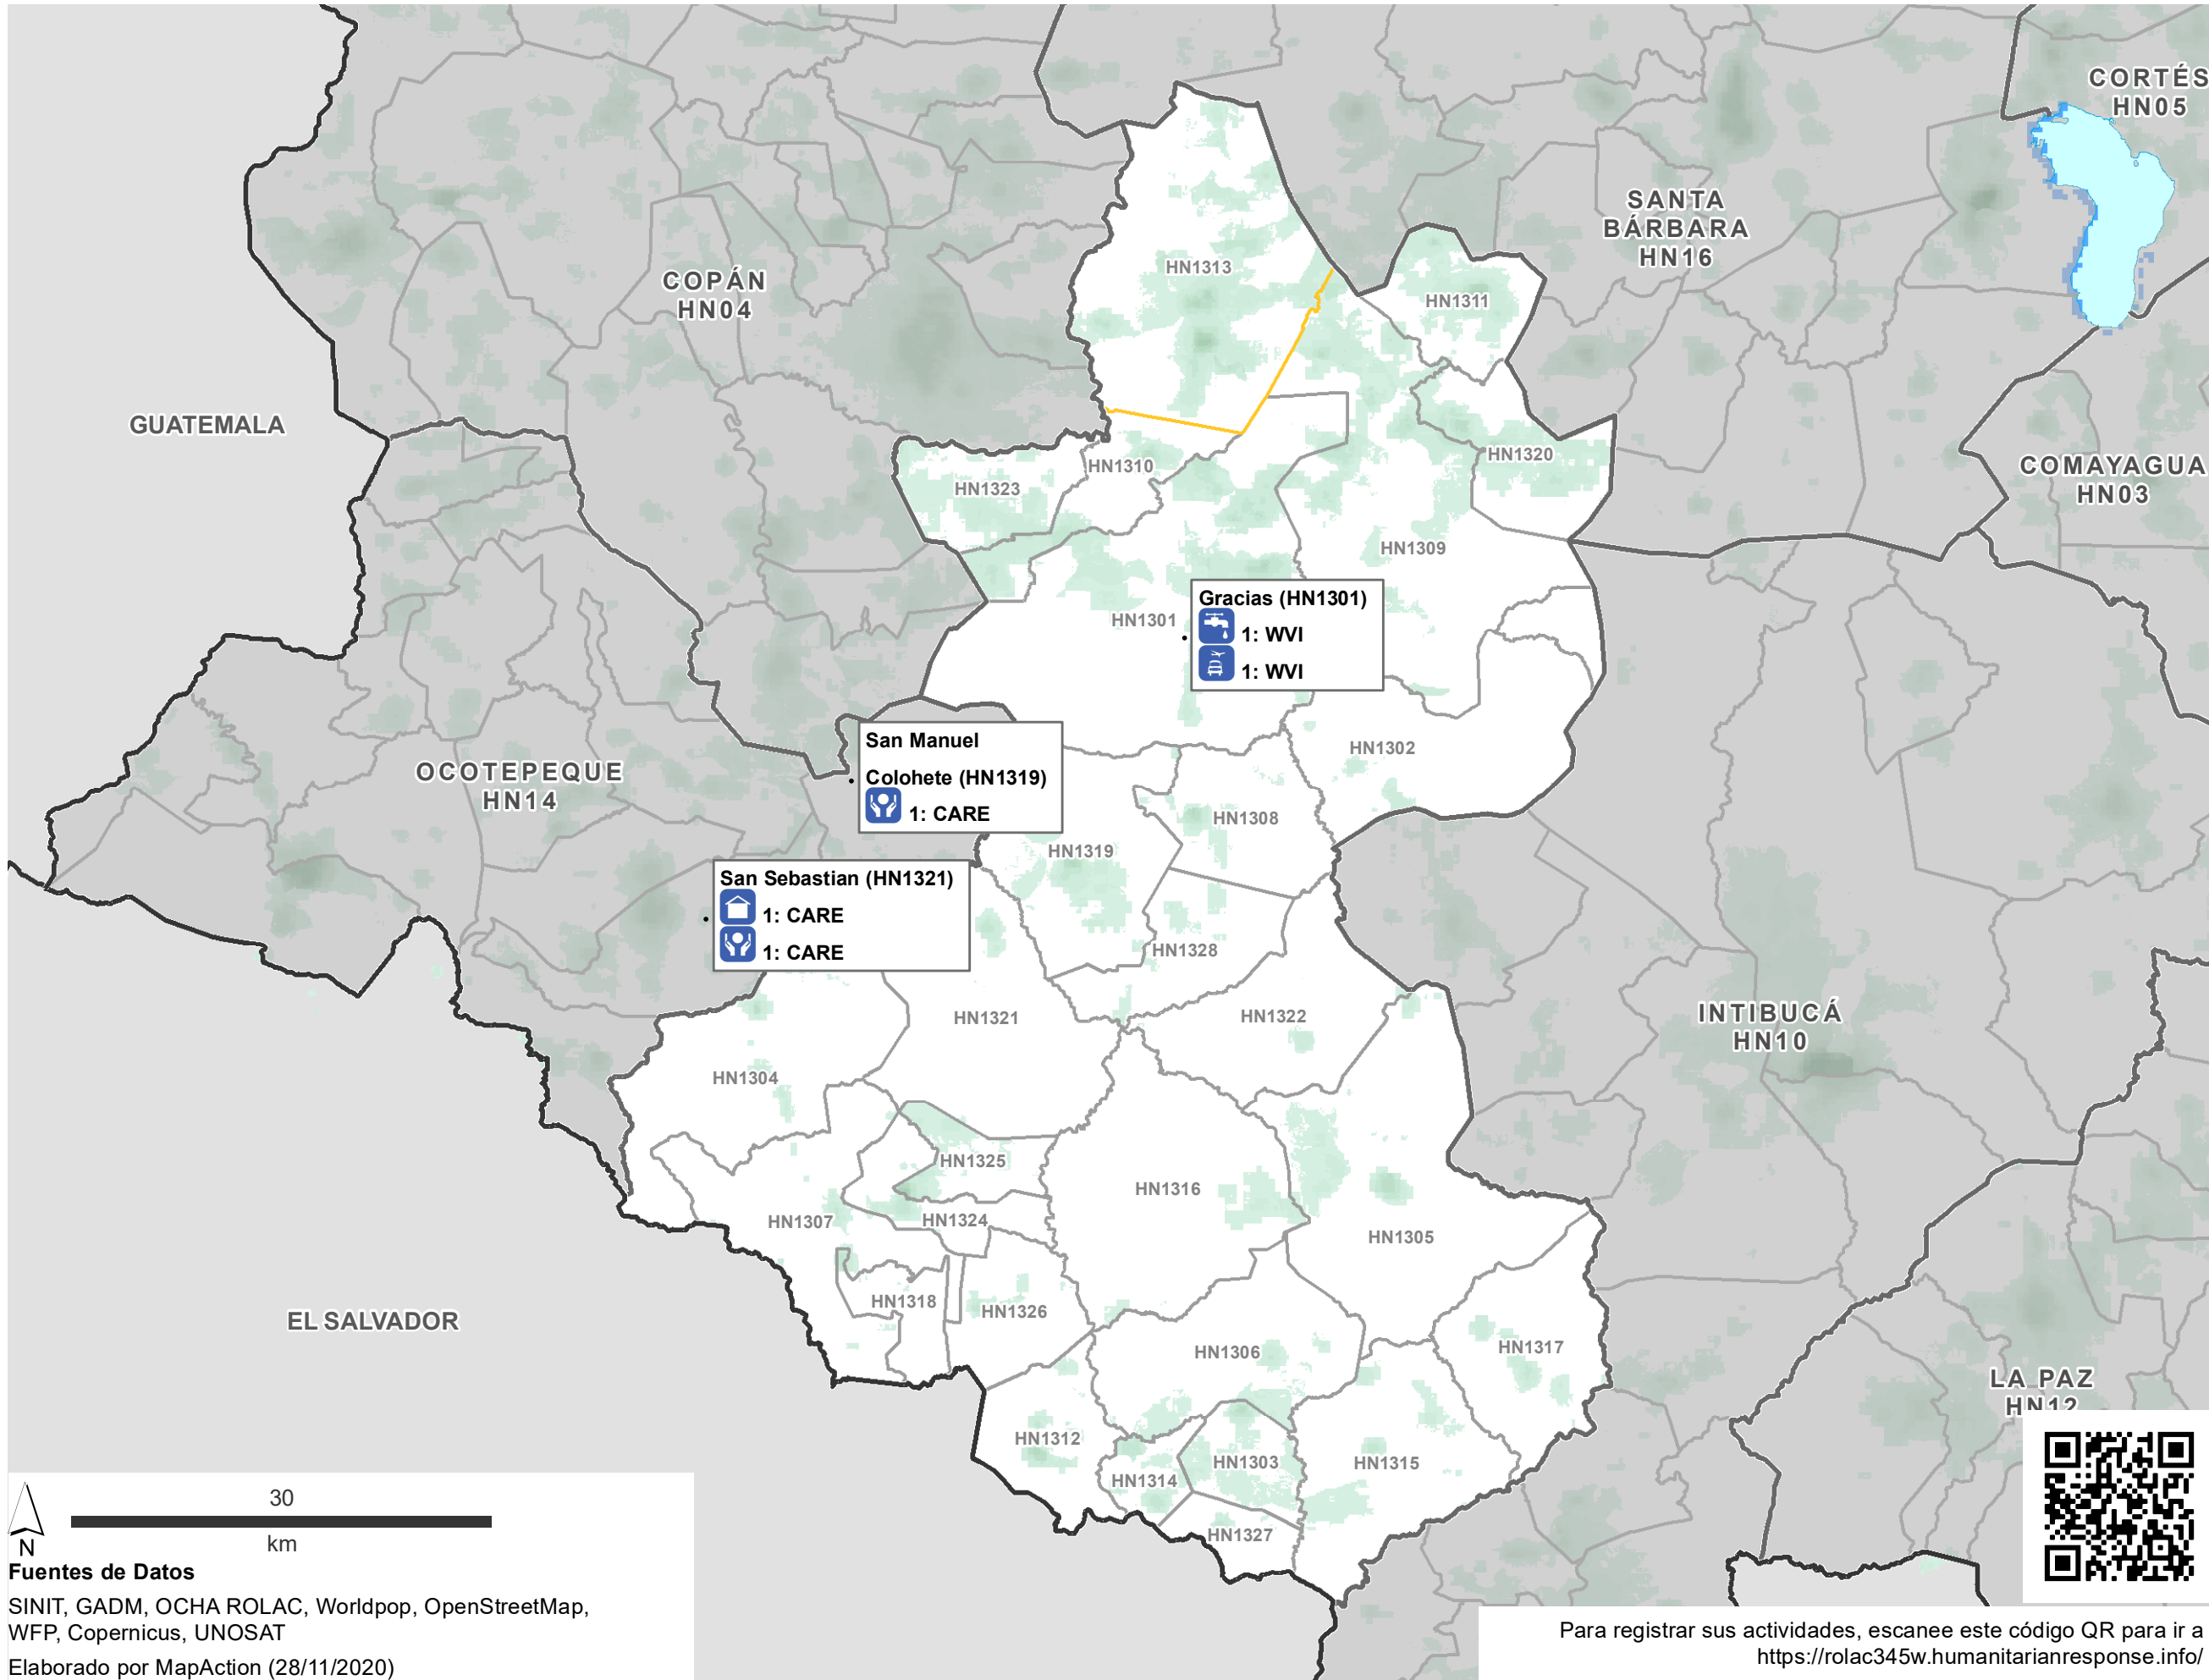 CORTÉS
HN05
SANTA
BÁRBARA
HN16
COPÁN
HN04
HN1313
HN1311
GUATEMALA
HN1310
HN1323
HN1320
COMAYAGUA
HN03
HN1309
Gracias (HN1301)
1: WVI
1: WVI
HN1301
San Manuel
Colohete (HN1319)
1: CARE
HN1302
OCOTEPEQUE
HN14
HN1308
HN1319
San Sebastian (HN1321)
1: CARE
1: CARE
HN1328
HN1321
HN1322
INTIBUCÁ
HN10
HN1304
HN1325
HN1316
HN1307
HN1324
HN1305
HN1318
HN1326
EL SALVADOR
HN1306
HN1317
LA PAZ
HN12
HN1312
HN1314
HN1303
HN1315
HN1327
30
km
N
Fuentes de Datos
SINIT, GADM, OCHA ROLAC, Worldpop, OpenStreetMap,
WFP, Copernicus, UNOSAT
Elaborado por MapAction (28/11/2020)
Para registrar sus actividades, escanee este código QR para ir a
https://rolac345w.humanitarianresponse.info/